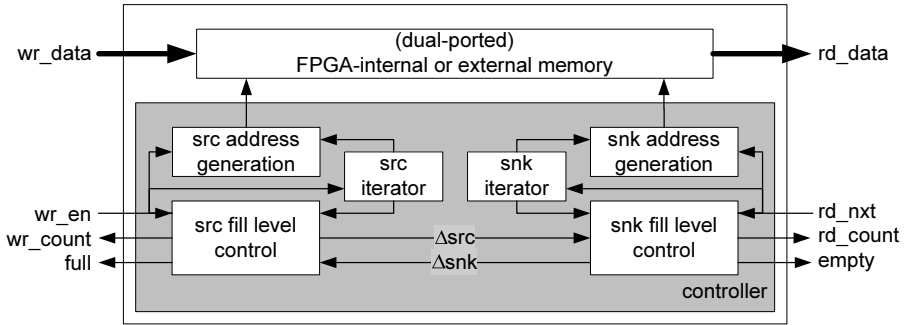 (dual-ported)
wr_data
FPGA-internal or external memory
rd_data
src address
generation
snk address
generation
src
iterator
snk
iterator
wr_en
rd_nxt
src fill level
control
snk fill level
control
wr_count
Δsrc
rd_count
full
Δsnk
empty
controller